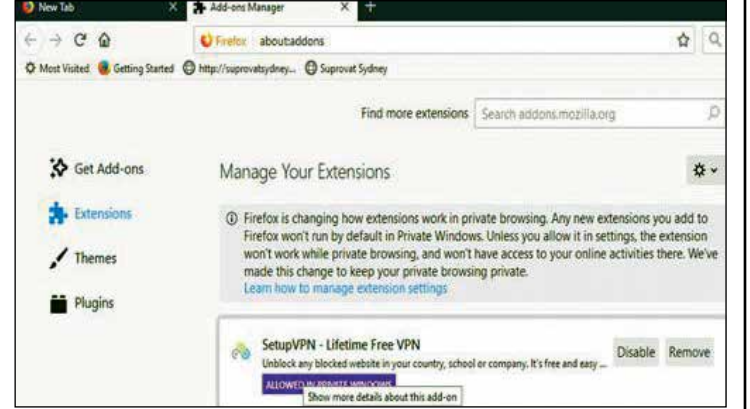 New Tab
Add-ons Manager
Firefox about:addons
Most Visited Getting Started http://suprovatsydney... Suprovat Sydney
Find more extensions Search addons.mozilla.org
Get Add-ons
Manage Your Extensions
Extensions
Themes
Plugins
Firefox is changing how extensions work in private browsing. Any new extensions you add to
Firefox won't run by default in Private Windows. Unless you allow it in settings, the extension
won't work while private browsing, and won't have access to your online activities there. We've
made this change to keep your private browsing private.
Learn how to manage extension settings
SetupVPN - Lifetime Free VPN
Disable Remove
Unblock any blocked website in your country, school or company. It's free and easy ...
ALLOWED IN PRIVATE WINDOWS
Show more details about this add-on